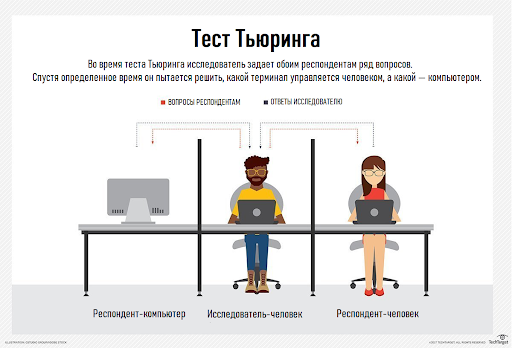 Тест Тьюринга
Во время теста Тьюринга исследователь задает обоим респондентам ряд вопросов.
Спустя определенное время он пытается решить, какой терминал управляется человеком, а какой — компьютером.
ВОПРОСЫ РЕСПОНДЕНТАМ
ОТВЕТЫ ИССЛЕДОВАТЕЛЮ
Респондент-компьютер
Исследователь-человек
Респондент-человек
TechTarget